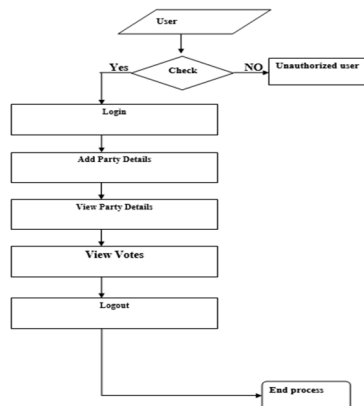 User
Yes
Check
NO
Unauthorized user
Login
Add Party Details
View Party Details
View Votes
Logout
End process